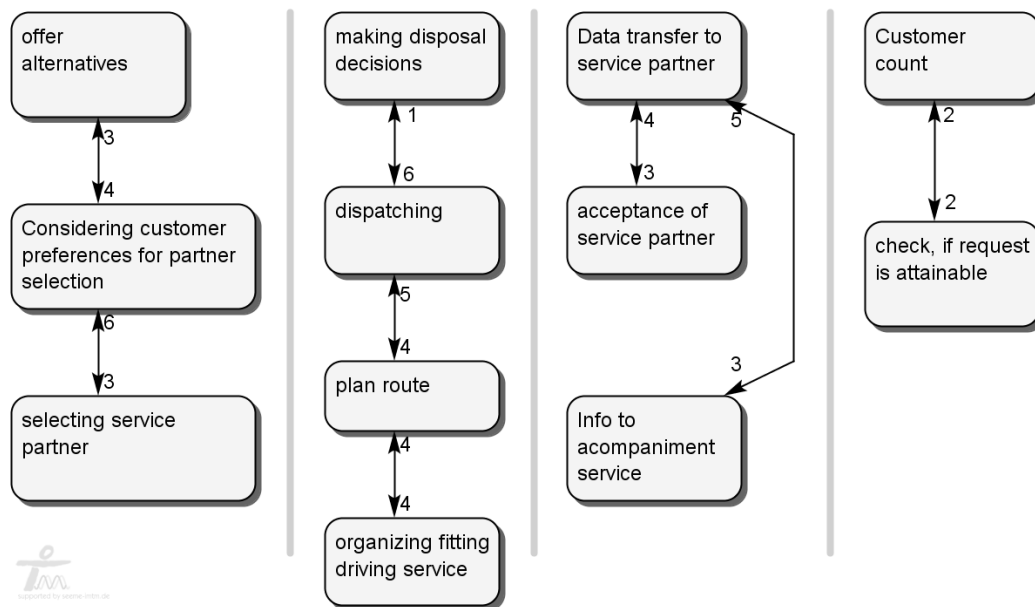 offer
alternatives
3
4
Considering customer
preferences for partner
selection
6
3
selecting service
partner
making disposal
decisions
1
6
dispatching
5
4
plan route
4
4
organizing fitting
driving service
Data transfer to
service partner
4
5
3
acceptance of
service partner
3
Info to
acompaniment
service
Customer
count
2
2
check, if request
is attainable